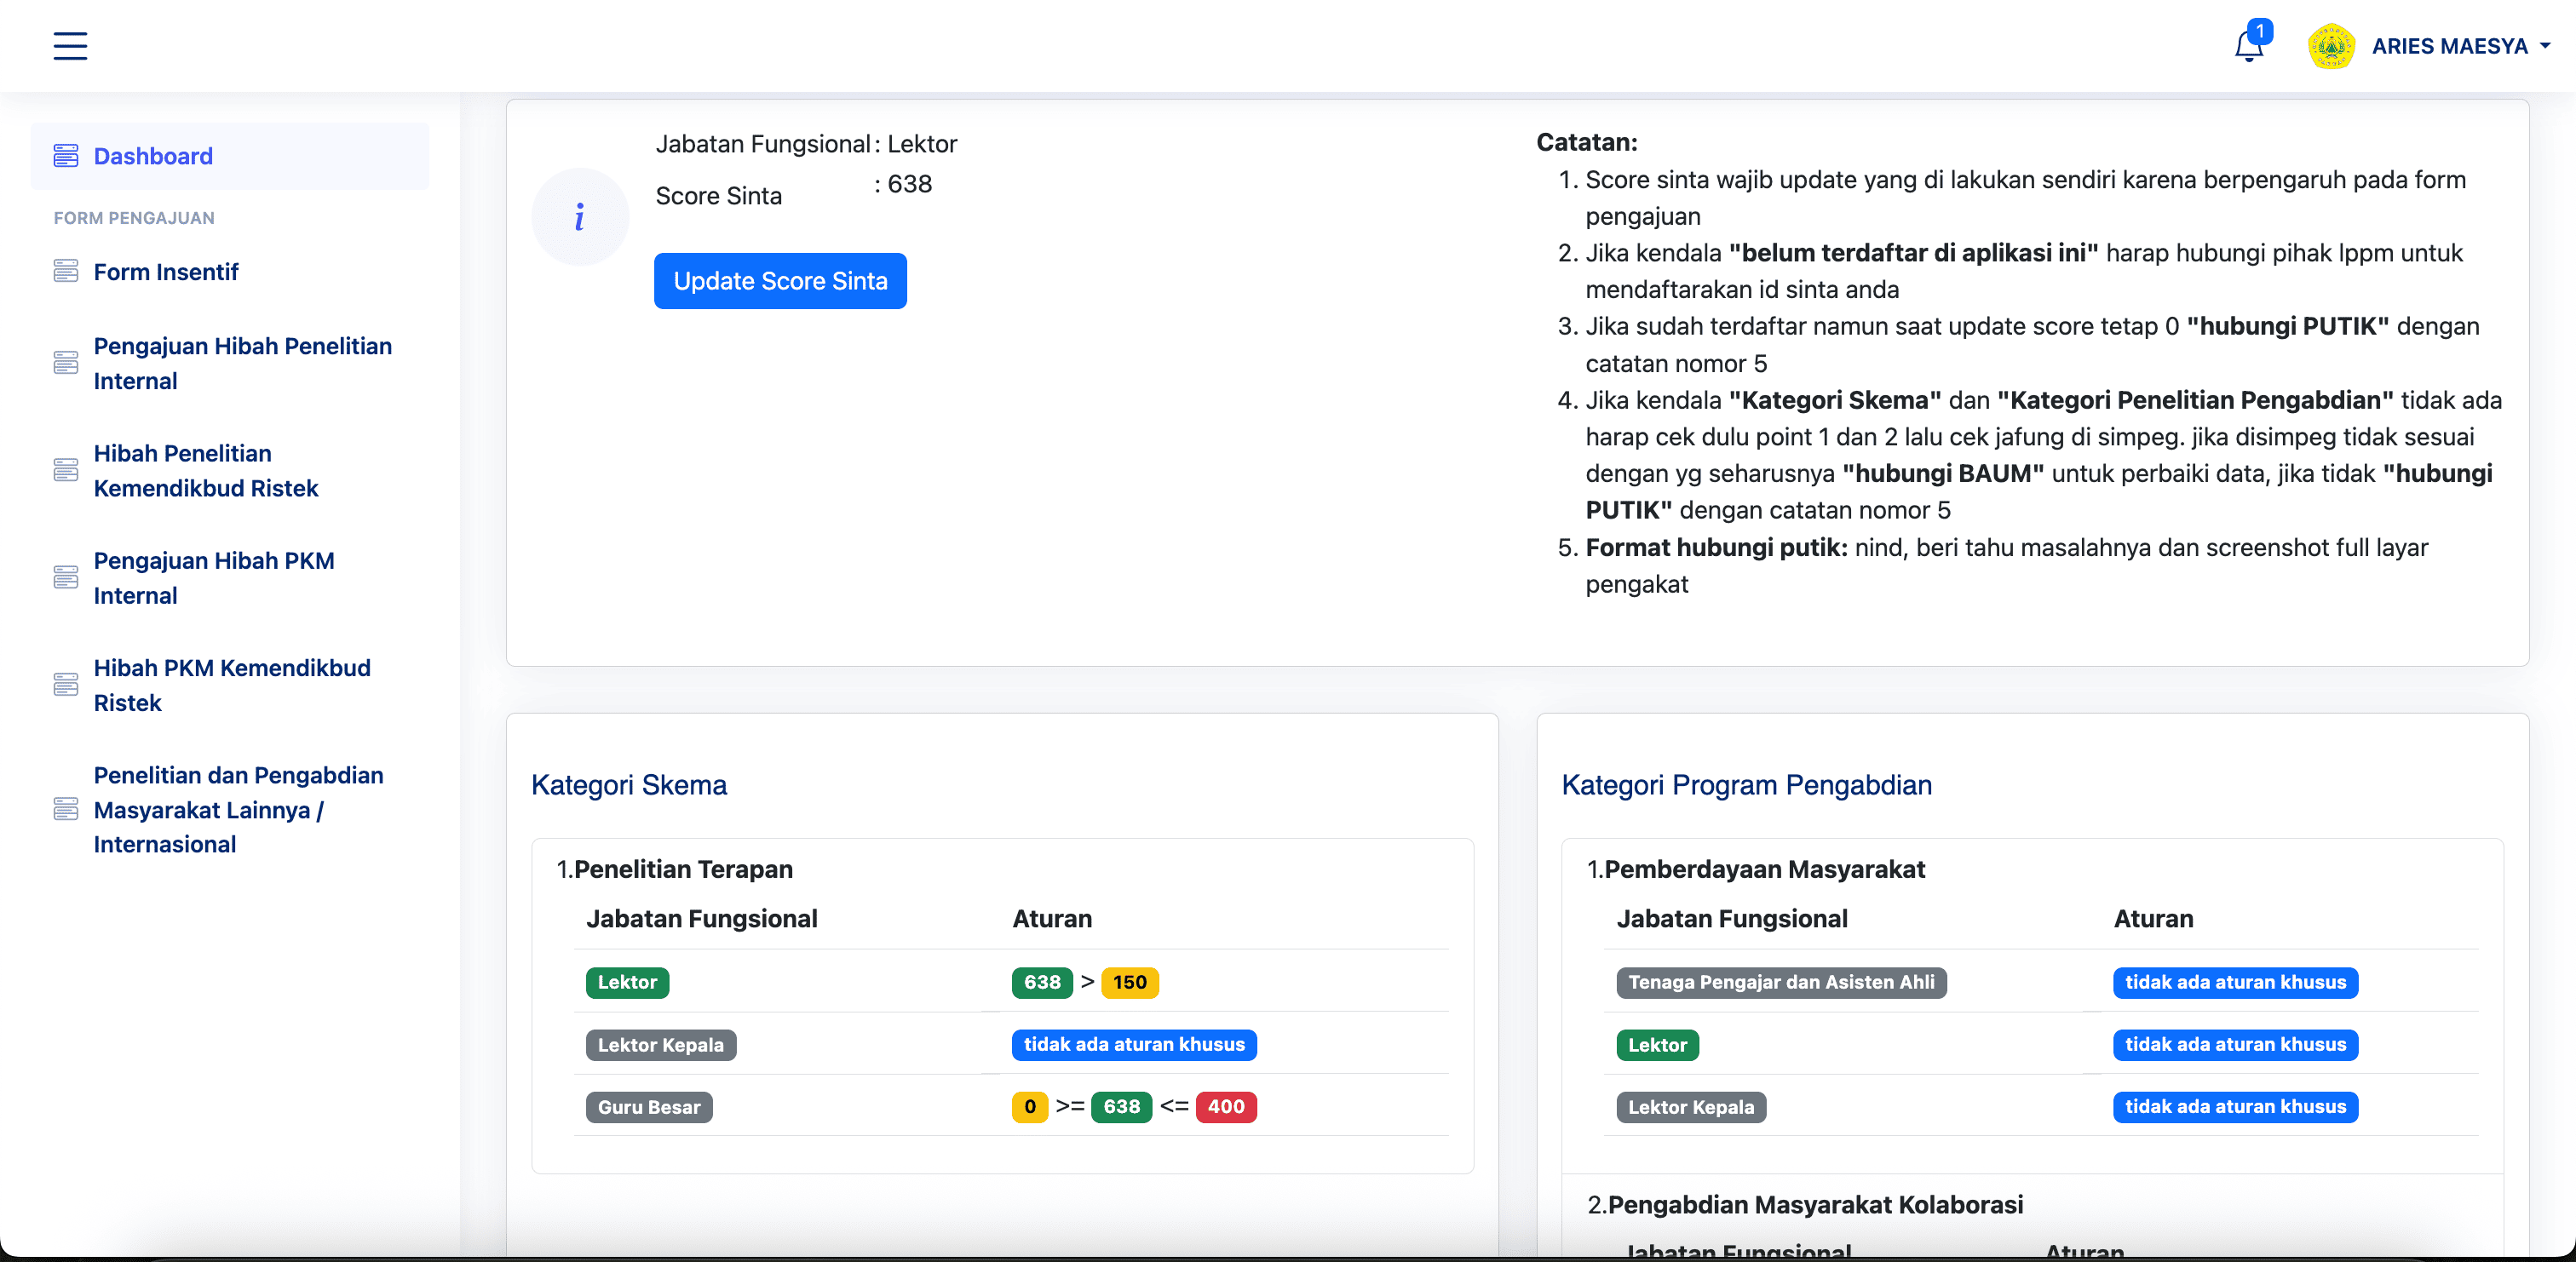 1
ARIES MAESYA
Dashboard
FORM PENGAJUAN
Form Insentif
Pengajuan Hibah Penelitian
Internal
Hibah Penelitian
Kemendikbud Ristek
Pengajuan Hibah PKM
Internal
Hibah PKM Kemendikbud
Ristek
Penelitian dan Pengabdian
Masyarakat Lainnya /
Internasional
i
Jabatan Fungsional : Lektor
Score Sinta : 638
Update Score Sinta
Catatan:
1. Score sinta wajib update yang di lakukan sendiri karena berpengaruh pada form
pengajuan
2. Jika kendala "belum terdaftar di aplikasi ini" harap hubungi pihak lppm untuk
mendaftarakan id sinta anda
3. Jika sudah terdaftar namun saat update score tetap 0 "hubungi PUTIK" dengan
catatan nomor 5
4. Jika kendala "Kategori Skema" dan "Kategori Penelitian Pengabdian" tidak ada
harap cek dulu point 1 dan 2 lalu cek jafung di simpeg. jika disimpeg tidak sesuai
dengan yg seharusnya "hubungi BAUM" untuk perbaiki data, jika tidak "hubungi
PUTIK" dengan catatan nomor 5
5. Format hubungi putik: nind, beri tahu masalahnya dan screenshot full layar
pengakat
Kategori Skema
1.Penelitian Terapan
Jabatan Fungsional Aturan
Lektor 638 > 150
Lektor Kepala tidak ada aturan khusus
Guru Besar 0 >= 638 <= 400
Kategori Program Pengabdian
1.Pemberdayaan Masyarakat
Jabatan Fungsional Aturan
Tenaga Pengajar dan Asisten Ahli tidak ada aturan khusus
Lektor tidak ada aturan khusus
Lektor Kepala tidak ada aturan khusus
2.Pengabdian Masyarakat Kolaborasi
Jabatan Fungsional Aturan